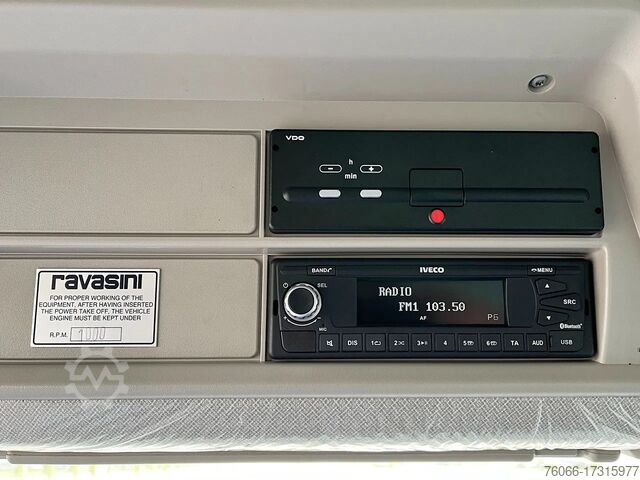 VDO
h
- +
min
ravasini
FOR PROPER WORKING OF THE
EQUIPMENT. AFTER HAVING INSERTED
THE POWER TAKE OFF, THE VEHICLE
ENGINE MUST BE KEPT UNDER
R.P.M.
BAND
IVECO
MENU
SEL
RADIO
FM1 103.50
AF
P6
SRC
MIC
Bluetooth
DIS 1 2 3 4 5 6 TA AUD USB
76066-17315977